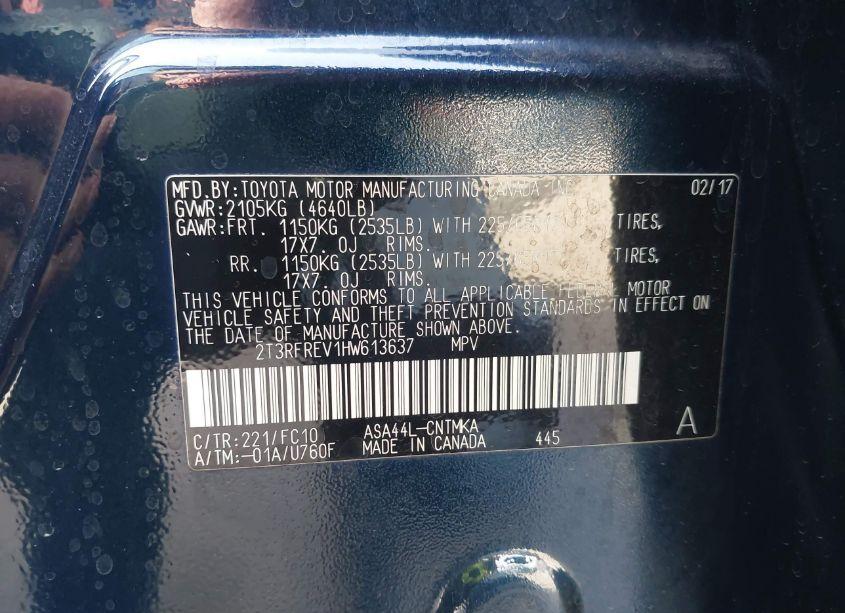 MFD.BY:TOYOTA MOTOR MANUFACTURING CANADA INC. 02/17
GVWR:2105KG (4640LB)
GAWR:FRT. 1150KG (2535LB) WITH TIRES,
17X7.0J RIMS.
RR. 1150KG (2535LB) WITH TIRES,
17X7.0J RIMS.
THIS VEHICLE CONFORMS TO ALL APPLICABLE FEDERAL MOTOR
VEHICLE SAFETY AND THEFT PREVENTION STANDARDS IN EFFECT ON
THE DATE OF MANUFACTURE SHOWN ABOVE.
2T3RFREV1HW613637 MPV
C/TR:221/FC10 ASA44L-CNTMKA A
A/TM:-01A/U760F MADE IN CANADA 445